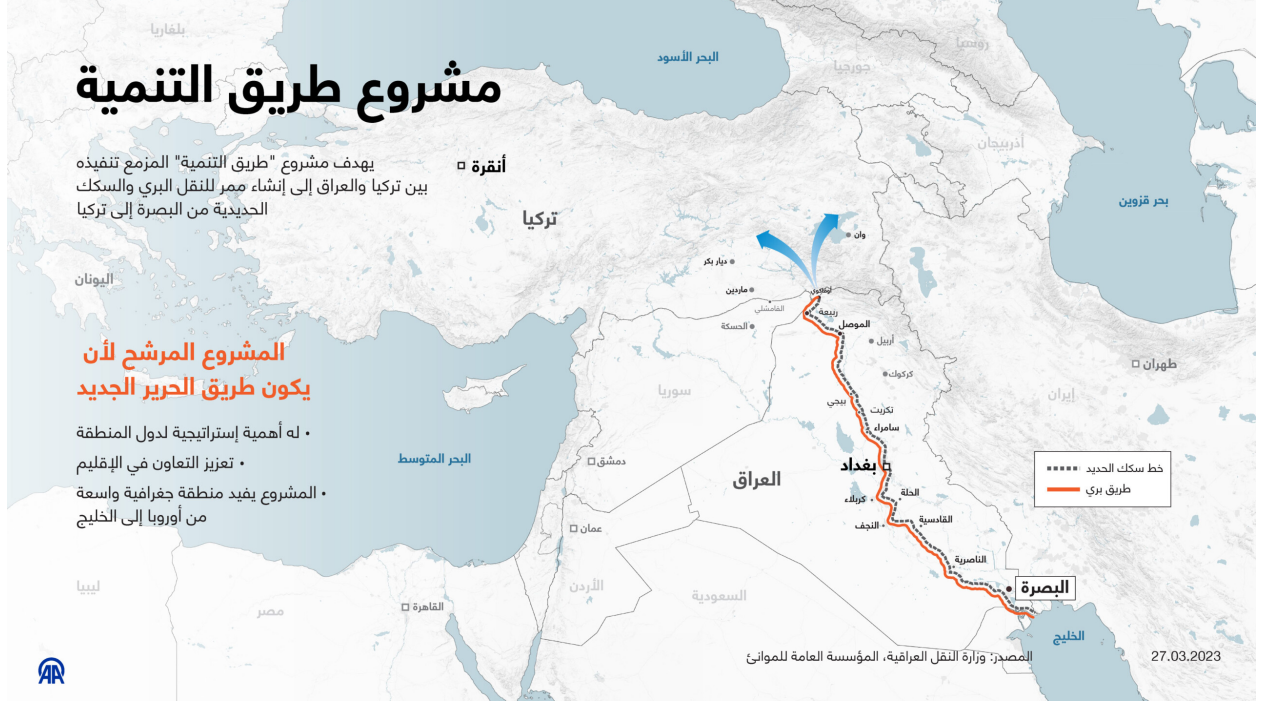 مشروع طريق التنمية
يهدف مشروع "طريق التنمية" المزمع تنفيذه
بين تركيا والعراق إلى إنشاء ممر للنقل البري والسكك
الحديدية من البصرة إلى تركيا
المشروع المرشح لأن
يكون طريق الحرير الجديد
• له أهمية إستراتيجية لدول المنطقة
• تعزيز التعاون في الإقليم
• المشروع يفيد منطقة جغرافية واسعة
من أوروبا إلى الخليج
بلغاريا
البحر الأسود
روسيا
جورجيا
أذربيجان
بحر قزوين
أنقرة
تركيا
اليونان
وان
ديار بكر
ماردين
القامشلي
الحسكة
ربيعة
الموصل
أربيل
كركوك
بيجي
تكريت
سامراء
بغداد
العراق
الحلة
كربلاء
القادسية
النجف
الناصرية
البصرة
الخليج
طهران
إيران
سوريا
دمشق
البحر المتوسط
عمان
الأردن
السعودية
القاهرة
مصر
ليبيا
خط سكك الحديد
طريق بري
المصدر: وزارة النقل العراقية، المؤسسة العامة للموانئ
27.03.2023
AA